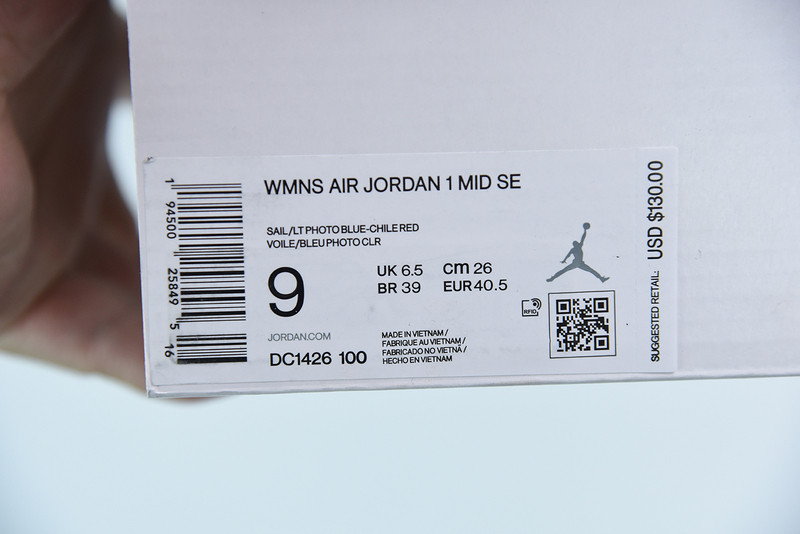 WMNS AIR JORDAN 1 MID SE
SAIL/LT PHOTO BLUE-CHILE RED
VOILE/BLEU PHOTO CLR
9
UK 6.5 cm 26
BR 39 EUR 40.5
JORDAN.COM
DC1426 100
MADE IN VIETNAM /
FABRIQUE AU VIETNAM /
FABRICADO NO VIETNÃ /
HECHO EN VIETNAM
RFID
1 94500 25849 5 16
SUGGESTED RETAIL: USD $130.00